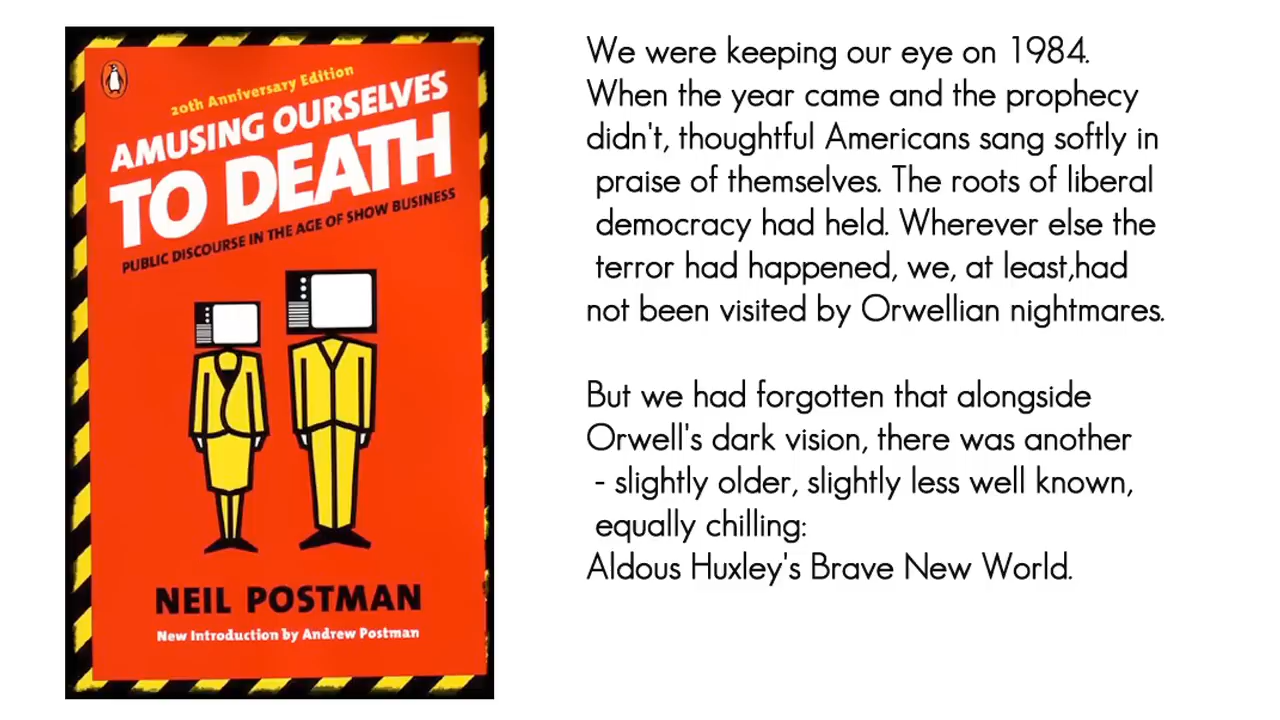 20th Anniversary Edition
AMUSING OURSELVES
TO DEATH
PUBLIC DISCOURSE IN THE AGE OF SHOW BUSINESS
NEIL POSTMAN
New Introduction by Andrew Postman
We were keeping our eye on 1984.
When the year came and the prophecy
didn't, thoughtful Americans sang softly in
praise of themselves. The roots of liberal
democracy had held. Wherever else the
terror had happened, we, at least,had
not been visited by Orwellian nightmares.
But we had forgotten that alongside
Orwell's dark vision, there was another
- slightly older, slightly less well known,
equally chilling:
Aldous Huxley's Brave New World.